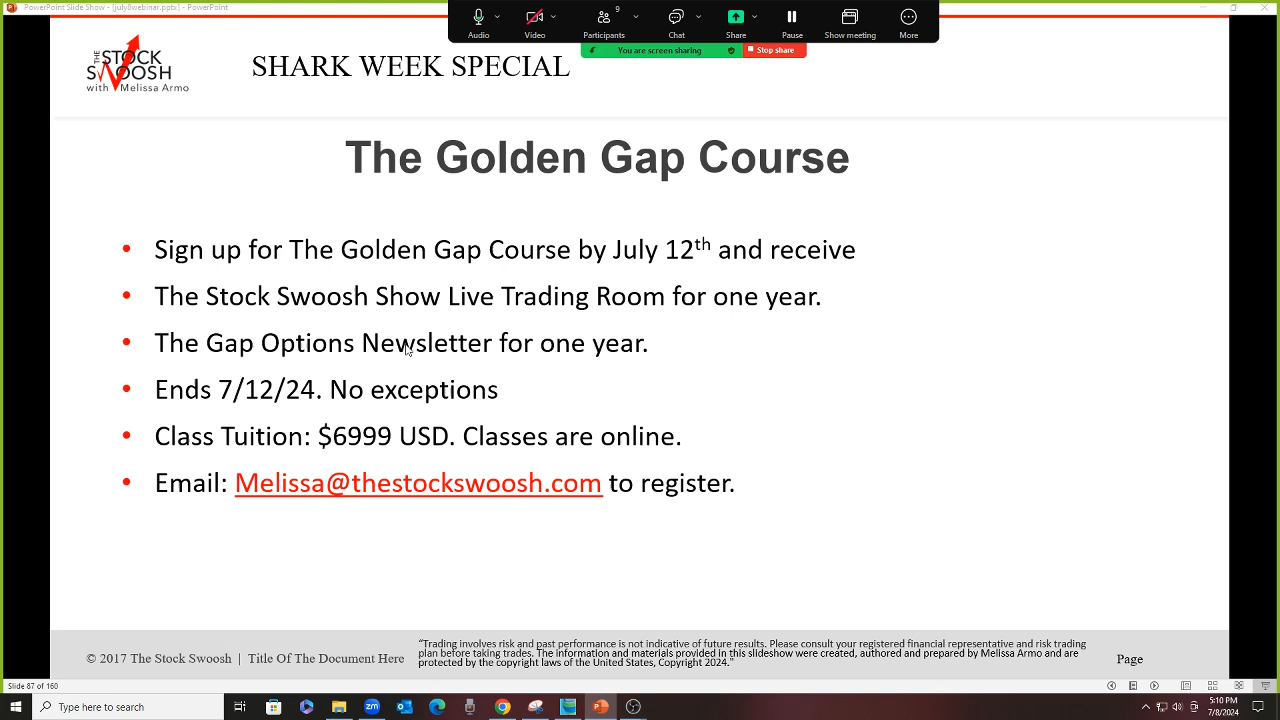 PowerPoint Slide Show - [july8webinar.pptx] - PowerPoint
9
Audio Video Participants Chat Share Pause Show meeting More
You are screen sharing Stop share
THE
STOCK
SWOOSH
with Melissa Armo
SHARK WEEK SPECIAL
The Golden Gap Course
• Sign up for The Golden Gap Course by July 12th and receive
• The Stock Swoosh Show Live Trading Room for one year.
• The Gap Options Newsletter for one year.
• Ends 7/12/24. No exceptions
• Class Tuition: $6999 USD. Classes are online.
• Email: Melissa@thestockswoosh.com to register.
© 2017 The Stock Swoosh | Title Of The Document Here
“Trading involves risk and past performance is not indicative of future results. Please consult your registered financial representative and risk trading
plan before taking trades. The information and materials provided in this slideshow were created, authored and prepared by Melissa Armo and are
protected by the copyright laws of the United States, Copyright 2024."
Page
Slide 87 of 160
Type here to search
5:10 PM
7/8/2024